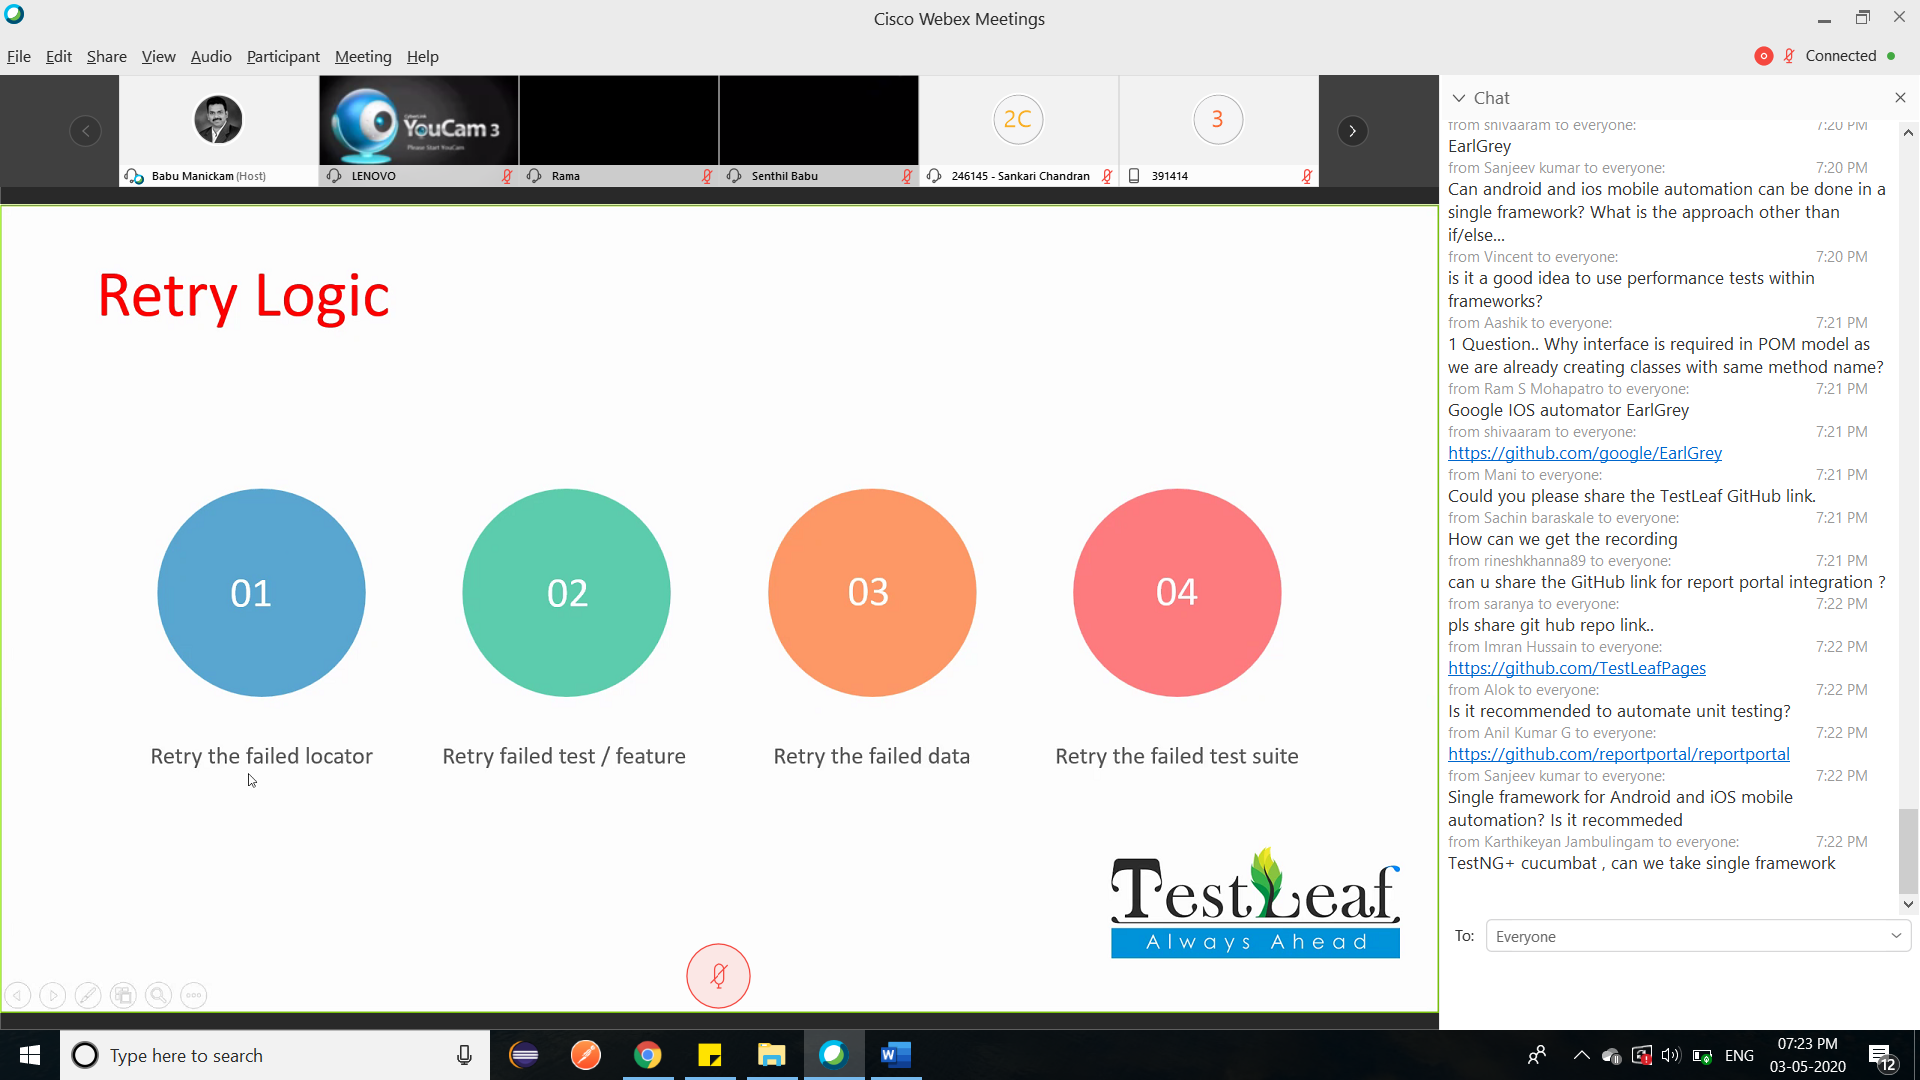 Cisco Webex Meetings
File Edit Share View Audio Participant Meeting Help
Connected
CyberLink
YouCam 3
Please Start YouCam
2C
3
Babu Manickam (Host)
LENOVO
Rama
Senthil Babu
246145 - Sankari Chandran
391414
Retry Logic
01
02
03
04
Retry the failed locator
Retry failed test / feature
Retry the failed data
Retry the failed test suite
TestLeaf
Always Ahead
Chat
from shivaaram to everyone: 7:20 PM
EarlGrey
from Sanjeev kumar to everyone: 7:20 PM
Can android and ios mobile automation can be done in a
single framework? What is the approach other than
if/else...
from Vincent to everyone: 7:20 PM
is it a good idea to use performance tests within
frameworks?
from Aashik to everyone: 7:21 PM
1 Question.. Why interface is required in POM model as
we are already creating classes with same method name?
from Ram S Mohapatro to everyone: 7:21 PM
Google IOS automator EarlGrey
from shivaaram to everyone: 7:21 PM
https://github.com/google/EarlGrey
from Mani to everyone: 7:21 PM
Could you please share the TestLeaf GitHub link.
from Sachin baraskale to everyone: 7:21 PM
How can we get the recording
from rineshkhanna89 to everyone: 7:21 PM
can u share the GitHub link for report portal integration ?
from saranya to everyone: 7:22 PM
pls share git hub repo link..
from Imran Hussain to everyone: 7:22 PM
https://github.com/TestLeafPages
from Alok to everyone: 7:22 PM
Is it recommended to automate unit testing?
from Anil Kumar G to everyone: 7:22 PM
https://github.com/reportportal/reportportal
from Sanjeev kumar to everyone: 7:22 PM
Single framework for Android and iOS mobile
automation? Is it recommeded
from Karthikeyan Jambulingam to everyone: 7:22 PM
TestNG+ cucumbat , can we take single framework
To: Everyone
Type here to search
ENG
07:23 PM
03-05-2020
12